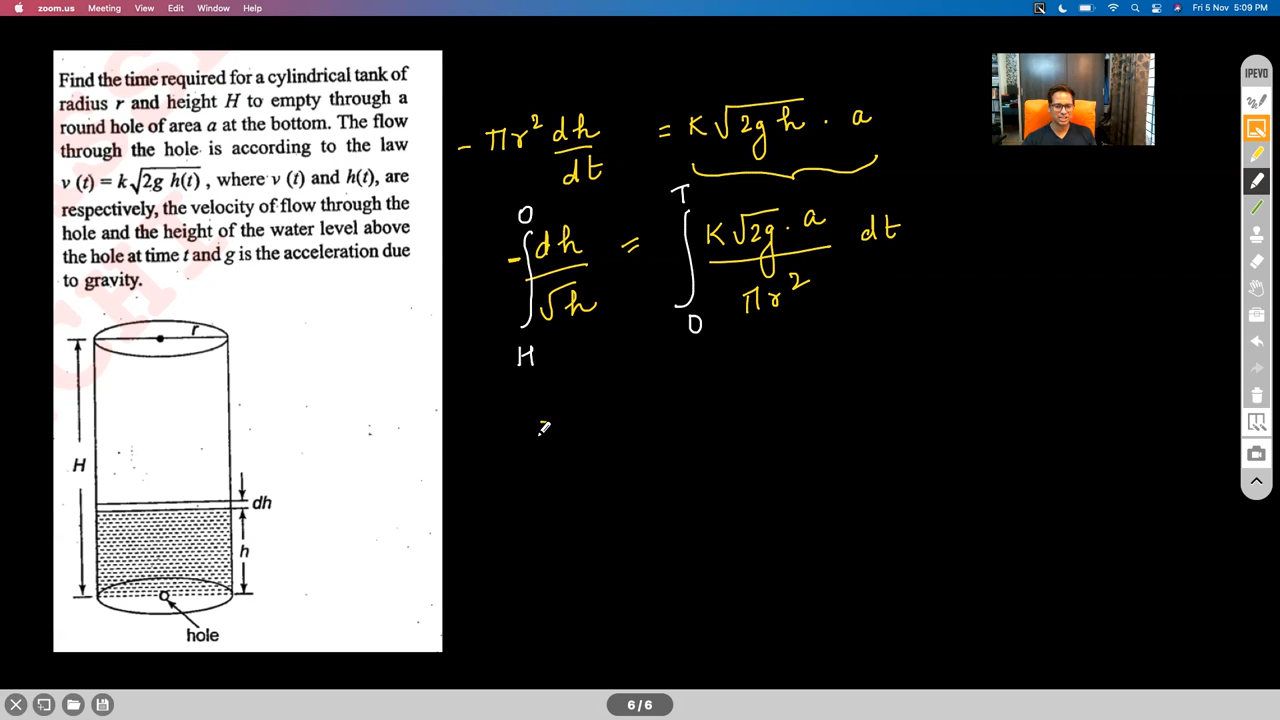 zoom.us Meeting View Edit Window Help
Fri 5 Nov 5:09 PM
Find the time required for a cylindrical tank of
radius r and height H to empty through a
round hole of area a at the bottom. The flow
through the hole is according to the law
v (t) = k√2g h(t), where v (t) and h(t), are
respectively, the velocity of flow through the
hole and the height of the water level above
the hole at time t and g is the acceleration due
to gravity.
r
H
dh
h
hole
- πr² dh/dt = K√2gh · a
∫ from H to 0 - dh/√h = ∫ from 0 to T K√2g · a / πr² dt
IPEVO
6 / 6